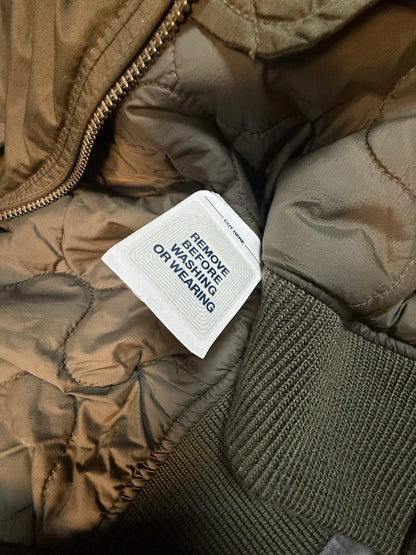 CUT HERE
REMOVE
BEFORE
WASHING
OR WEARING